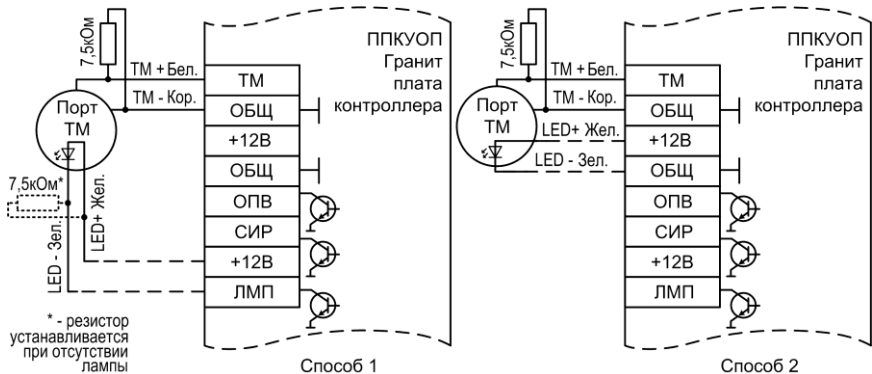 7,5кОм
ТМ + Бел.
ТМ - Кор.
Порт
ТМ
7,5кОм*
LED - Зел.
LED+ Жел.
* - резистор
устанавливается
при отсутствии
лампы
ППКУОП
Гранит
плата
контроллера
ТМ
ОБЩ
+12В
ОБЩ
ОПВ
СИР
+12В
ЛМП
Способ 1
7,5кОм
ТМ + Бел.
ТМ - Кор.
Порт
ТМ
LED+ Жел.
LED - Зел.
ППКУОП
Гранит
плата
контроллера
ТМ
ОБЩ
+12В
ОБЩ
ОПВ
СИР
+12В
ЛМП
Способ 2